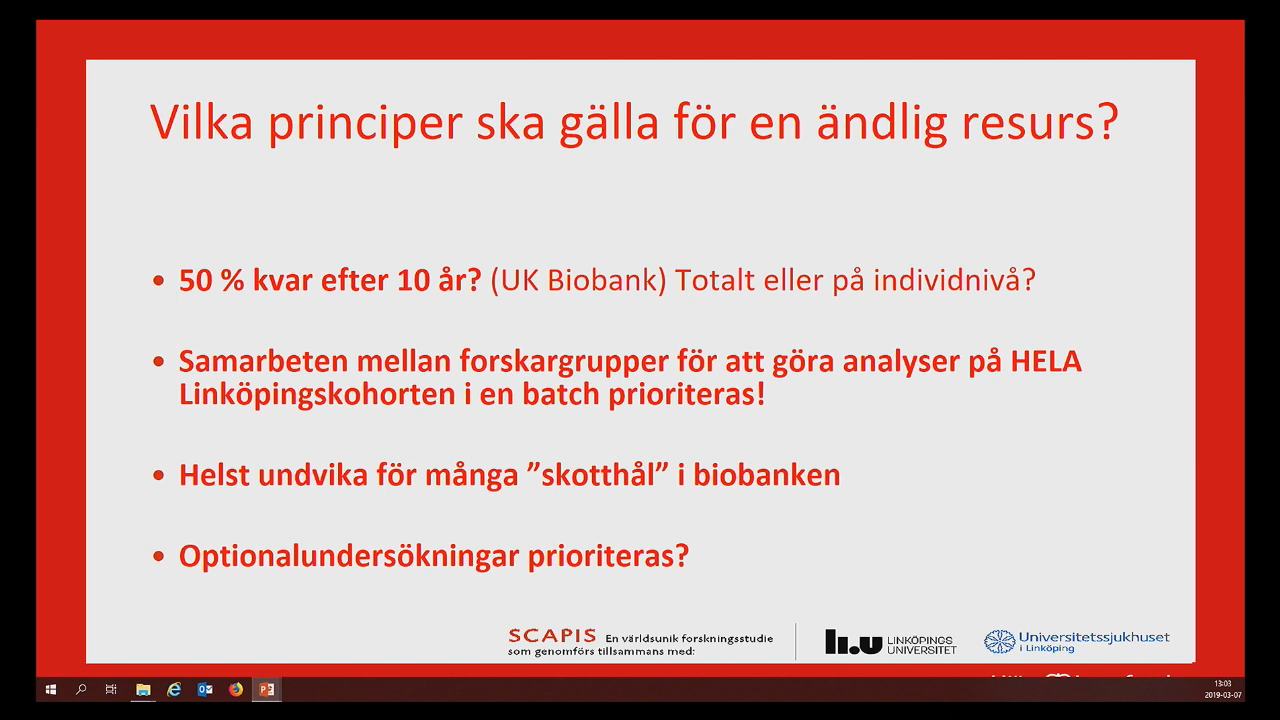 Vilka principer ska gälla för en ändlig resurs?
• 50 % kvar efter 10 år? (UK Biobank) Totalt eller på individnivå?
• Samarbeten mellan forskargrupper för att göra analyser på HELA
Linköpingskohorten i en batch prioriteras!
• Helst undvika för många ”skotthål” i biobanken
• Optionalundersökningar prioriteras?
SCAPIS En världsunik forskningsstudie
som genomförs tillsammans med:
LiU LINKÖPINGS
UNIVERSITET
Universitetssjukhuset
i Linköping
13:03
2019-03-07